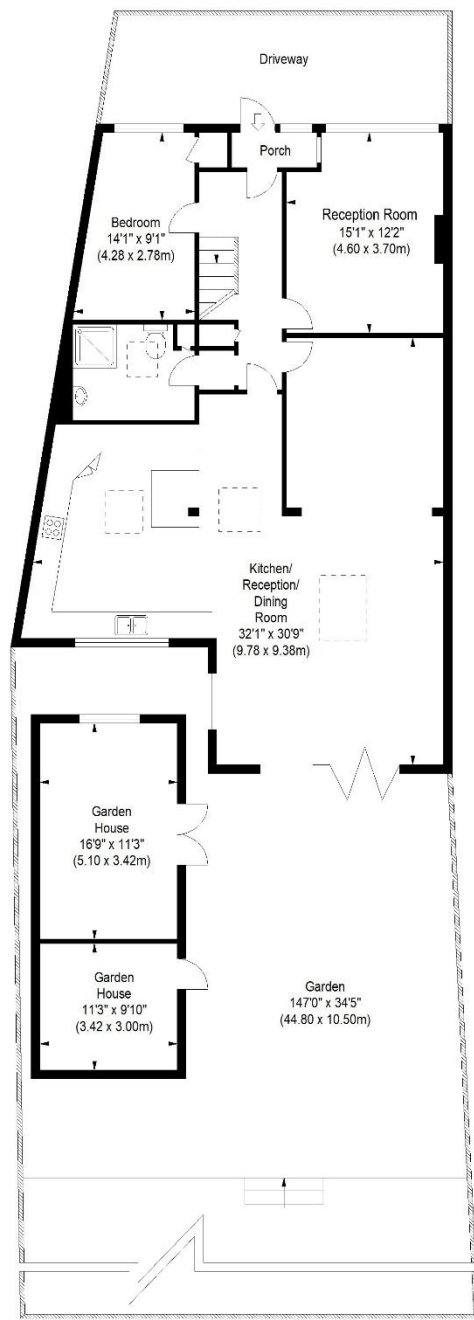 Driveway
Porch
Bedroom
14'1" x 9'1"
(4.28 x 2.78m)
Reception Room
15'1" x 12'2"
(4.60 x 3.70m)
Kitchen/
Reception/
Dining
Room
32'1" x 30'9"
(9.78 x 9.38m)
Garden
House
16'9" x 11'3"
(5.10 x 3.42m)
Garden
House
11'3" x 9'10"
(3.42 x 3.00m)
Garden
147'0" x 34'5"
(44.80 x 10.50m)